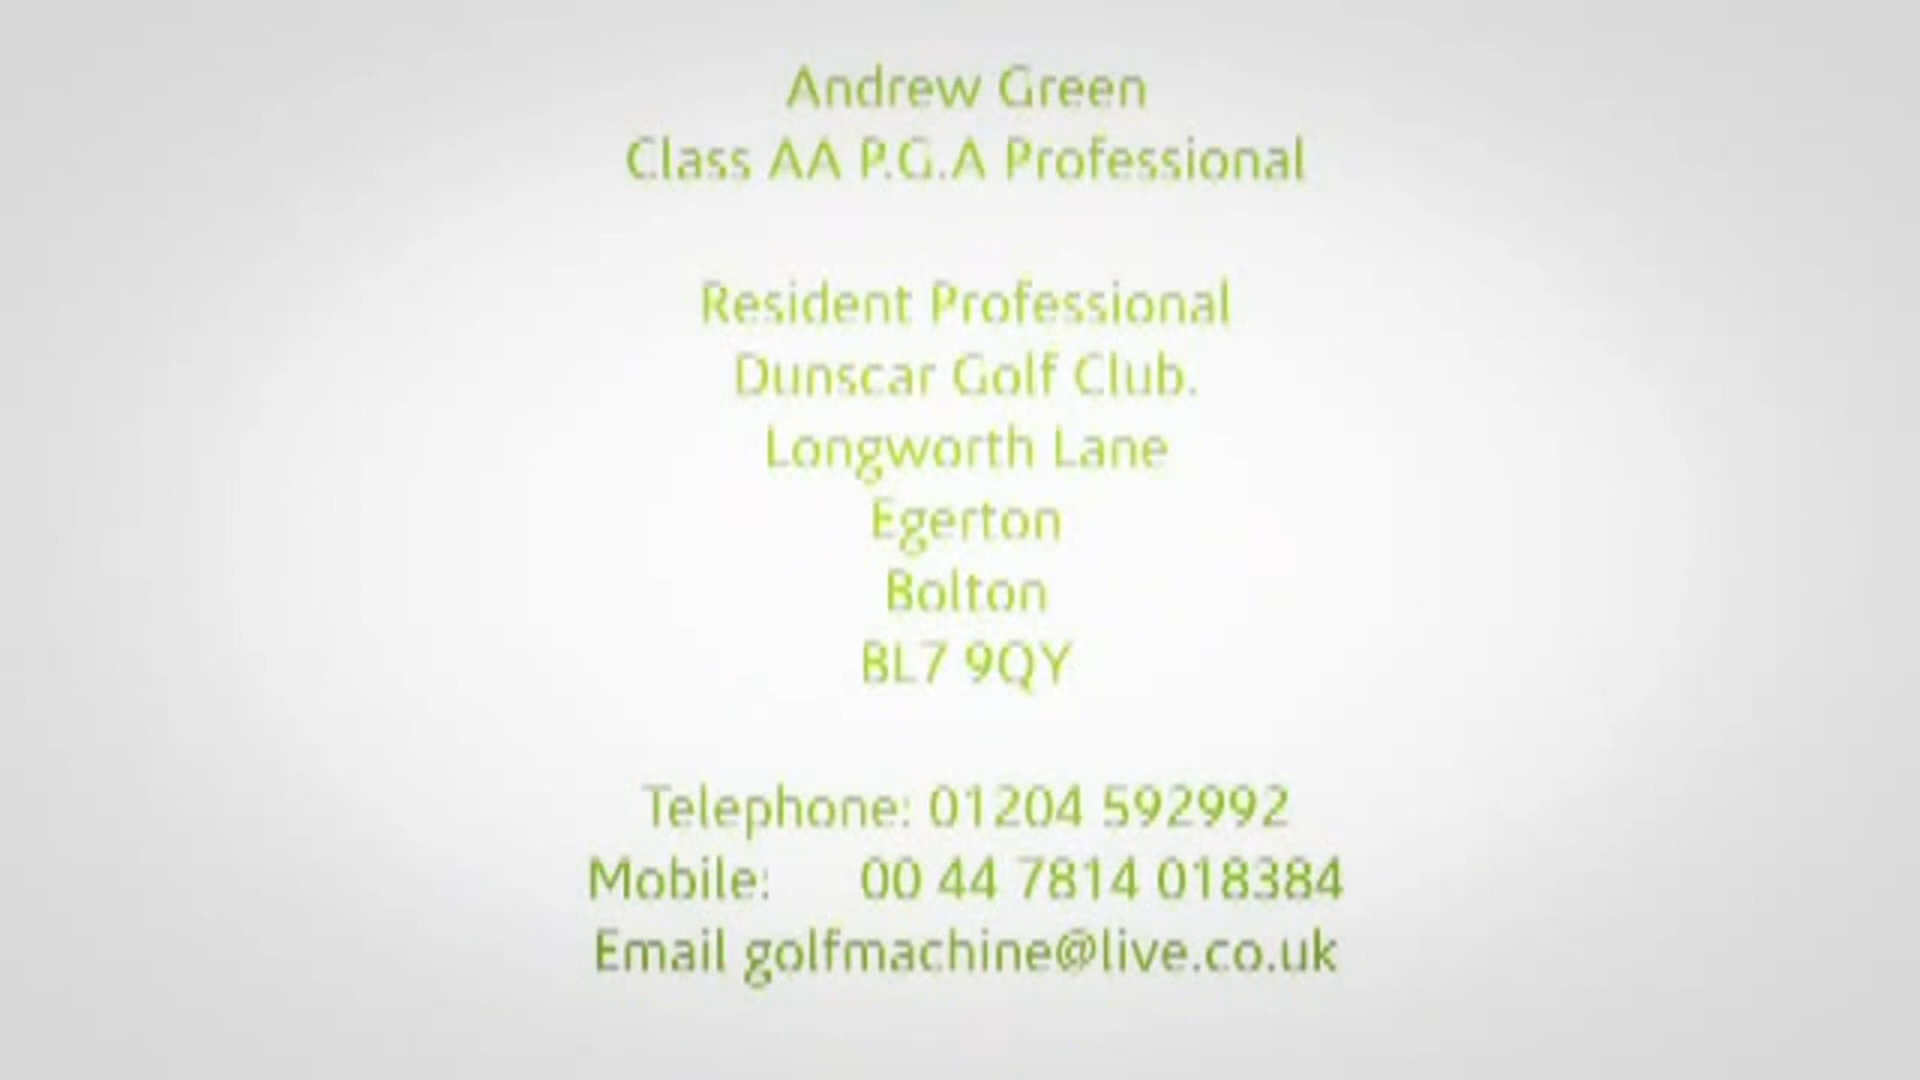 Andrew Green
Class AA P.G.A Professional
Resident Professional
Dunscar Golf Club.
Longworth Lane
Egerton
Bolton
BL7 9QY
Telephone: 01204 592992
Mobile: 00 44 7814 018384
Email golfmachine@live.co.uk